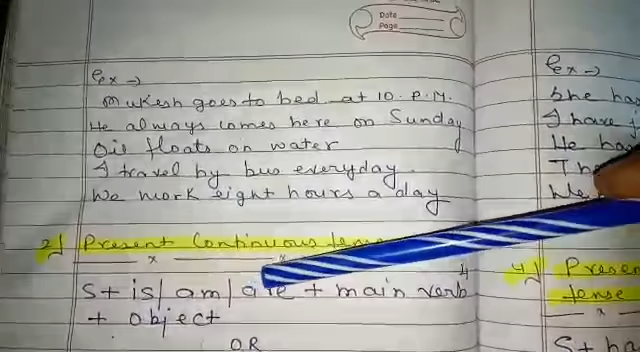 Date
Page
Ex →
Mukesh goes to bed at 10. P.M.
He always comes here on Sunday
Oil floats on water
I travel by bus everyday.
We work eight hours a day
2) Present Continuous tense
S + is | am | are + main verb 4
+ object
OR
Ex →
She ha
I have
He ha
Th
We
4) Presen
tense
S + ha